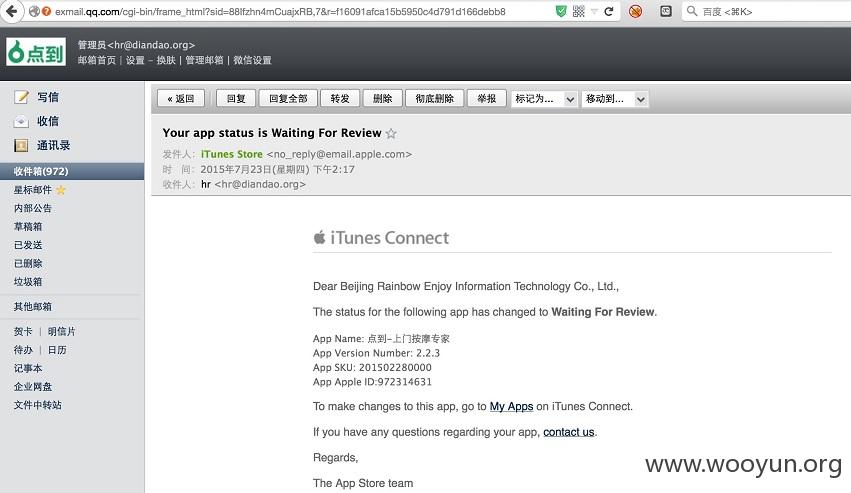 exmail.qq.com/cgi-bin/frame_html?sid=88lfzhn4mCuajxRB,7&r=f16091afca15b5950c4d791d166debb8
百度 <⌘K>
点到
管理员<hr@diandao.org>
邮箱首页 | 设置 - 换肤 | 管理邮箱 | 微信设置
写信
收信
通讯录
收件箱(972)
星标邮件
内部公告
草稿箱
已发送
已删除
垃圾箱
其他邮箱
贺卡 | 明信片
待办 | 日历
记事本
企业网盘
文件中转站
« 返回 回复 回复全部 转发 删除 彻底删除 举报 标记为... 移动到...
Your app status is Waiting For Review
发件人: iTunes Store <no_reply@email.apple.com>
时 间: 2015年7月23日(星期四) 下午2:17
收件人: hr <hr@diandao.org>
iTunes Connect
Dear Beijing Rainbow Enjoy Information Technology Co., Ltd.,
The status for the following app has changed to Waiting For Review.
App Name: 点到-上门按摩专家
App Version Number: 2.2.3
App SKU: 201502280000
App Apple ID:972314631
To make changes to this app, go to My Apps on iTunes Connect.
If you have any questions regarding your app, contact us.
Regards,
The App Store team
www.wooyun.org